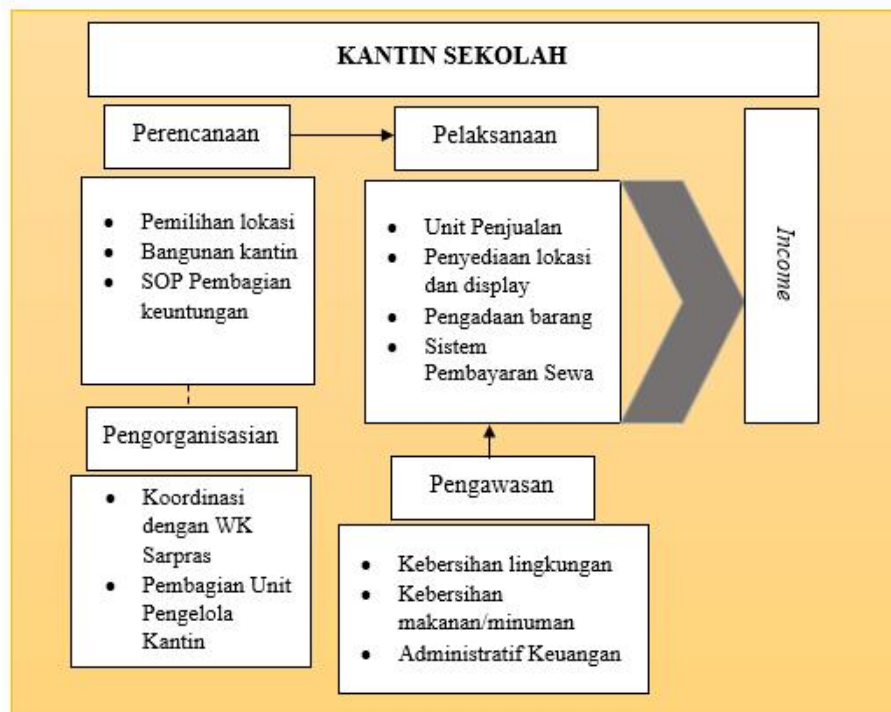 KANTIN SEKOLAH
Perencanaan
Pelaksanaan
• Pemilihan lokasi
• Bangunan kantin
• SOP Pembagian
keuntungan
• Unit Penjualan
• Penyediaan lokasi
dan display
• Pengadaan barang
• Sistem
Pembayaran Sewa
Income
Pengorganisasian
• Koordinasi
dengan WK
Sarpras
• Pembagian Unit
Pengelola
Kantin
Pengawasan
• Kebersihan lingkungan
• Kebersihan
makanan/minuman
• Administratif Keuangan